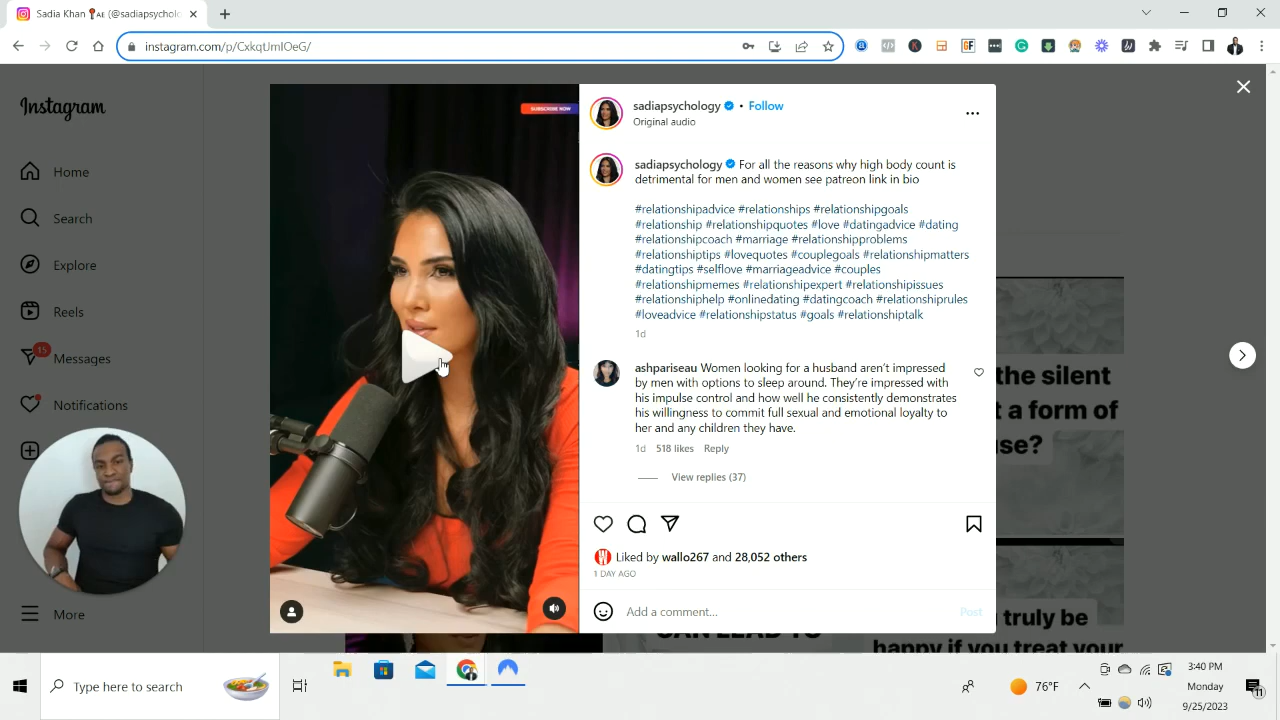 Sadia Khan 📍AE (@sadiapsycholo
instagram.com/p/CxkqUmIOeG/
Instagram
Home
Search
Explore
Reels
15
Messages
Notifications
More
SUBSCRIBE NOW
sadiapsychology • Follow
Original audio
sadiapsychology For all the reasons why high body count is
detrimental for men and women see patreon link in bio
#relationshipadvice #relationships #relationshipgoals
#relationship #relationshipquotes #love #datingadvice #dating
#relationshipcoach #marriage #relationshipproblems
#relationshiptips #lovequotes #couplegoals #relationshipmatters
#datingtips #selflove #marriageadvice #couples
#relationshipmemes #relationshipexpert #relationshipissues
#relationshiphelp #onlinedating #datingcoach #relationshiprules
#loveadvice #relationshipstatus #goals #relationshiptalk
1d
ashpariseau Women looking for a husband aren't impressed
by men with options to sleep around. They're impressed with
his impulse control and how well he consistently demonstrates
his willingness to commit full sexual and emotional loyalty to
her and any children they have.
1d 518 likes Reply
View replies (37)
Liked by wallo267 and 28,052 others
1 DAY AGO
Add a comment...
Post
the silent
t a form of
se?
truly be
happy if you treat your
CAN LEAD TO
Type here to search
76°F
3:40 PM
Monday
9/25/2023
11